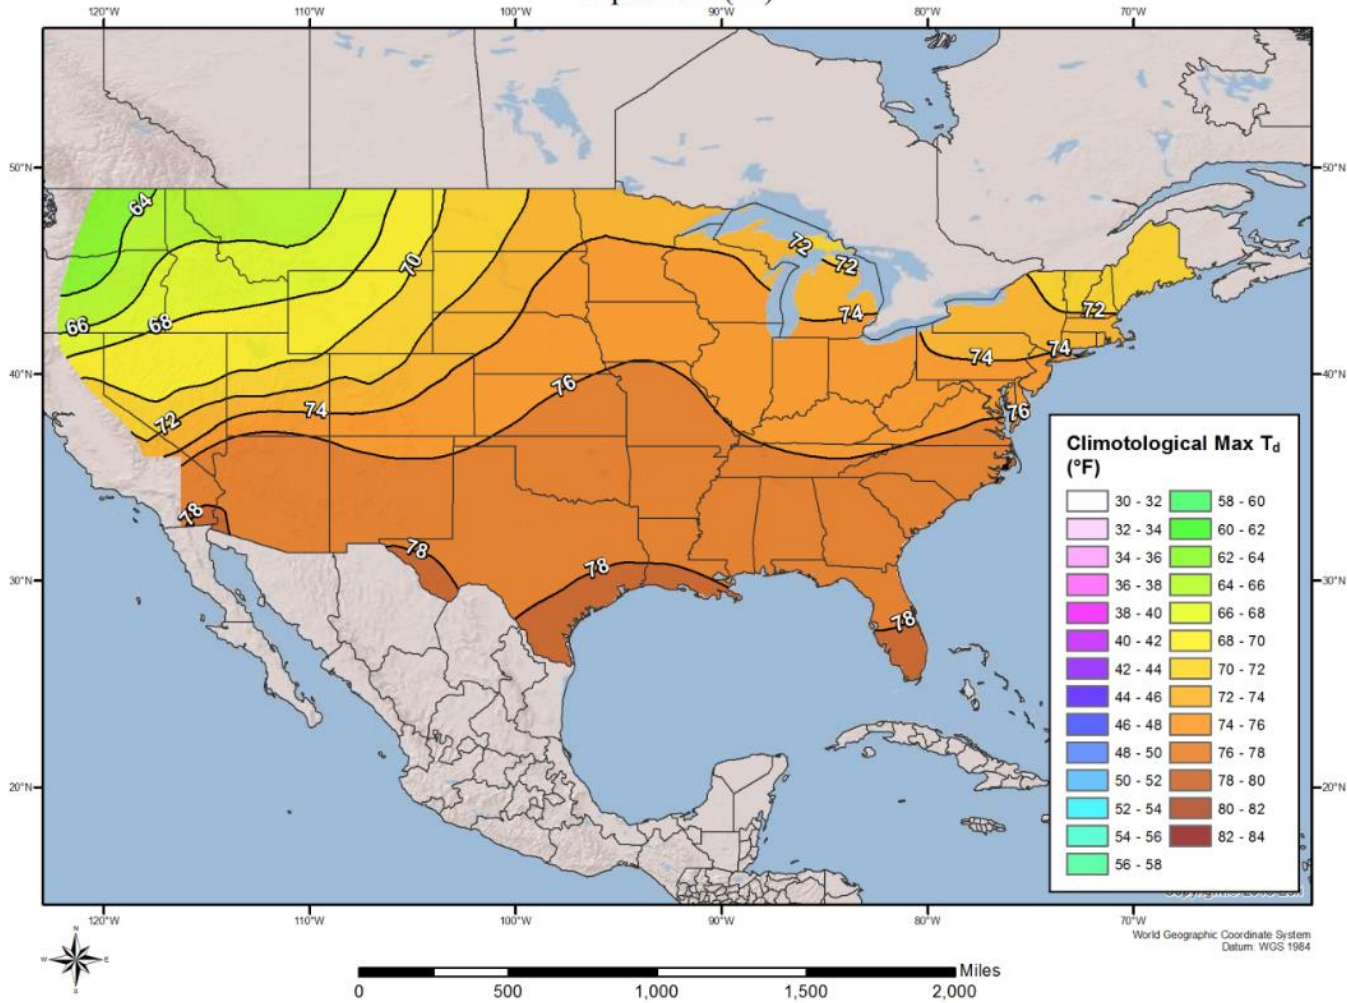 120°W 110°W 100°W 90°W 80°W 70°W
50°N 50°N
40°N 40°N
30°N 30°N
20°N 20°N
64
66
68
70
72
74
76
72
72
74
72
74
74
76
78
78
78
78
Climotological Max Td
(°F)
30 - 32 58 - 60
32 - 34 60 - 62
34 - 36 62 - 64
36 - 38 64 - 66
38 - 40 66 - 68
40 - 42 68 - 70
42 - 44 70 - 72
44 - 46 72 - 74
46 - 48 74 - 76
48 - 50 76 - 78
50 - 52 78 - 80
52 - 54 80 - 82
54 - 56 82 - 84
56 - 58
120°W 110°W 100°W 90°W 80°W 70°W
World Geographic Coordinate System
Datum: WGS 1984
N
W E
S
Miles
0 500 1,000 1,500 2,000